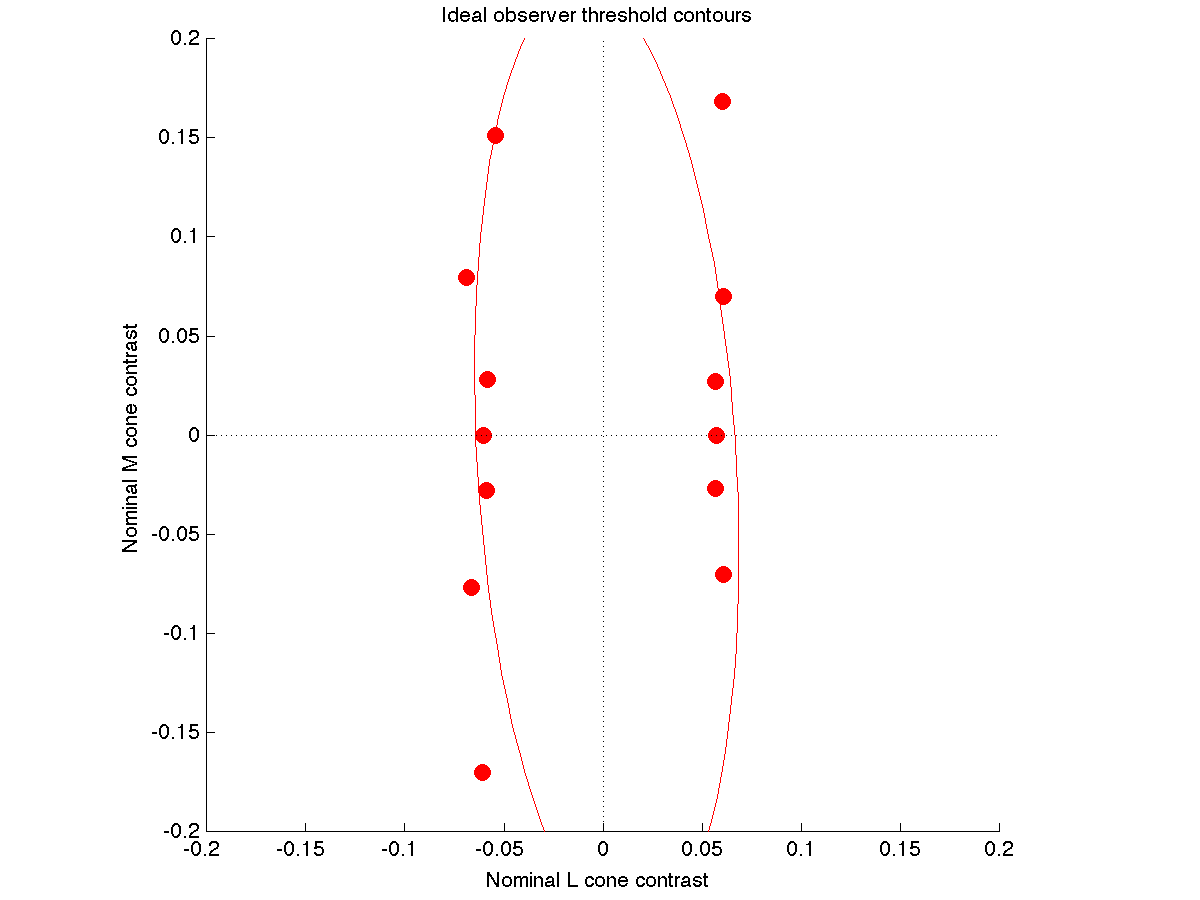 Ideal observer threshold contours
0.2
0.15
0.1
0.05
0
-0.05
-0.1
-0.15
-0.2
Nominal M cone contrast
-0.2 -0.15 -0.1 -0.05 0 0.05 0.1 0.15 0.2
Nominal L cone contrast